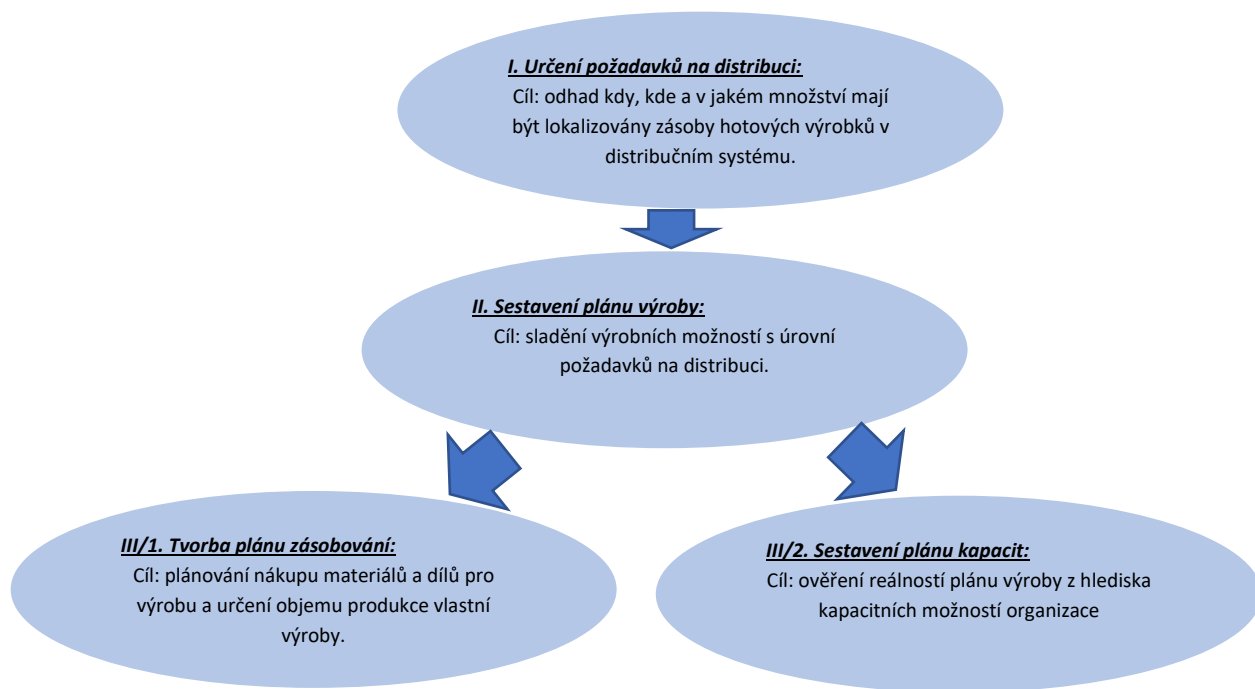 I. Určení požadavků na distribuci:
Cíl: odhad kdy, kde a v jakém množství mají
být lokalizovány zásoby hotových výrobků v
distribučním systému.
II. Sestavení plánu výroby:
Cíl: sladění výrobních možností s úrovní
požadavků na distribuci.
III/1. Tvorba plánu zásobování:
Cíl: plánování nákupu materiálů a dílů pro
výrobu a určení objemu produkce vlastní
výroby.
III/2. Sestavení plánu kapacit:
Cíl: ověření reálností plánu výroby z hlediska
kapacitních možností organizace